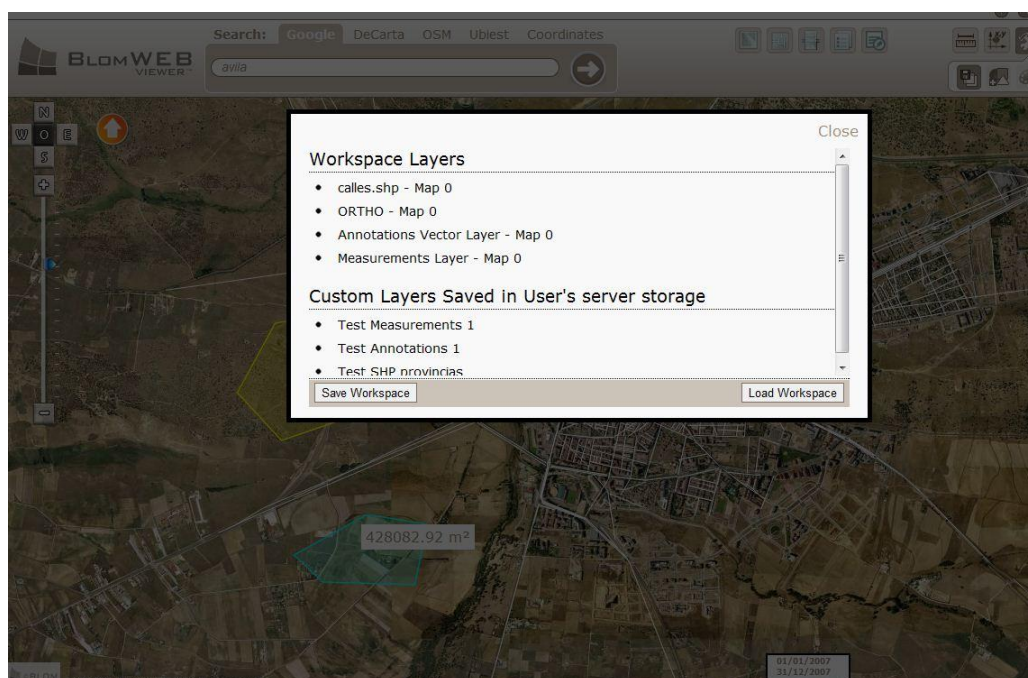 Search: Google DeCarta OSM Ubiest Coordinates
BLOMWEB
VIEWER™
avila
N
W O E
S
Close
Workspace Layers
• calles.shp - Map 0
• ORTHO - Map 0
• Annotations Vector Layer - Map 0
• Measurements Layer - Map 0
Custom Layers Saved in User's server storage
• Test Measurements 1
• Test Annotations 1
• Test SHP provincias
Save Workspace Load Workspace
428082.92 m²
01/01/2007
31/12/2007
BLOM